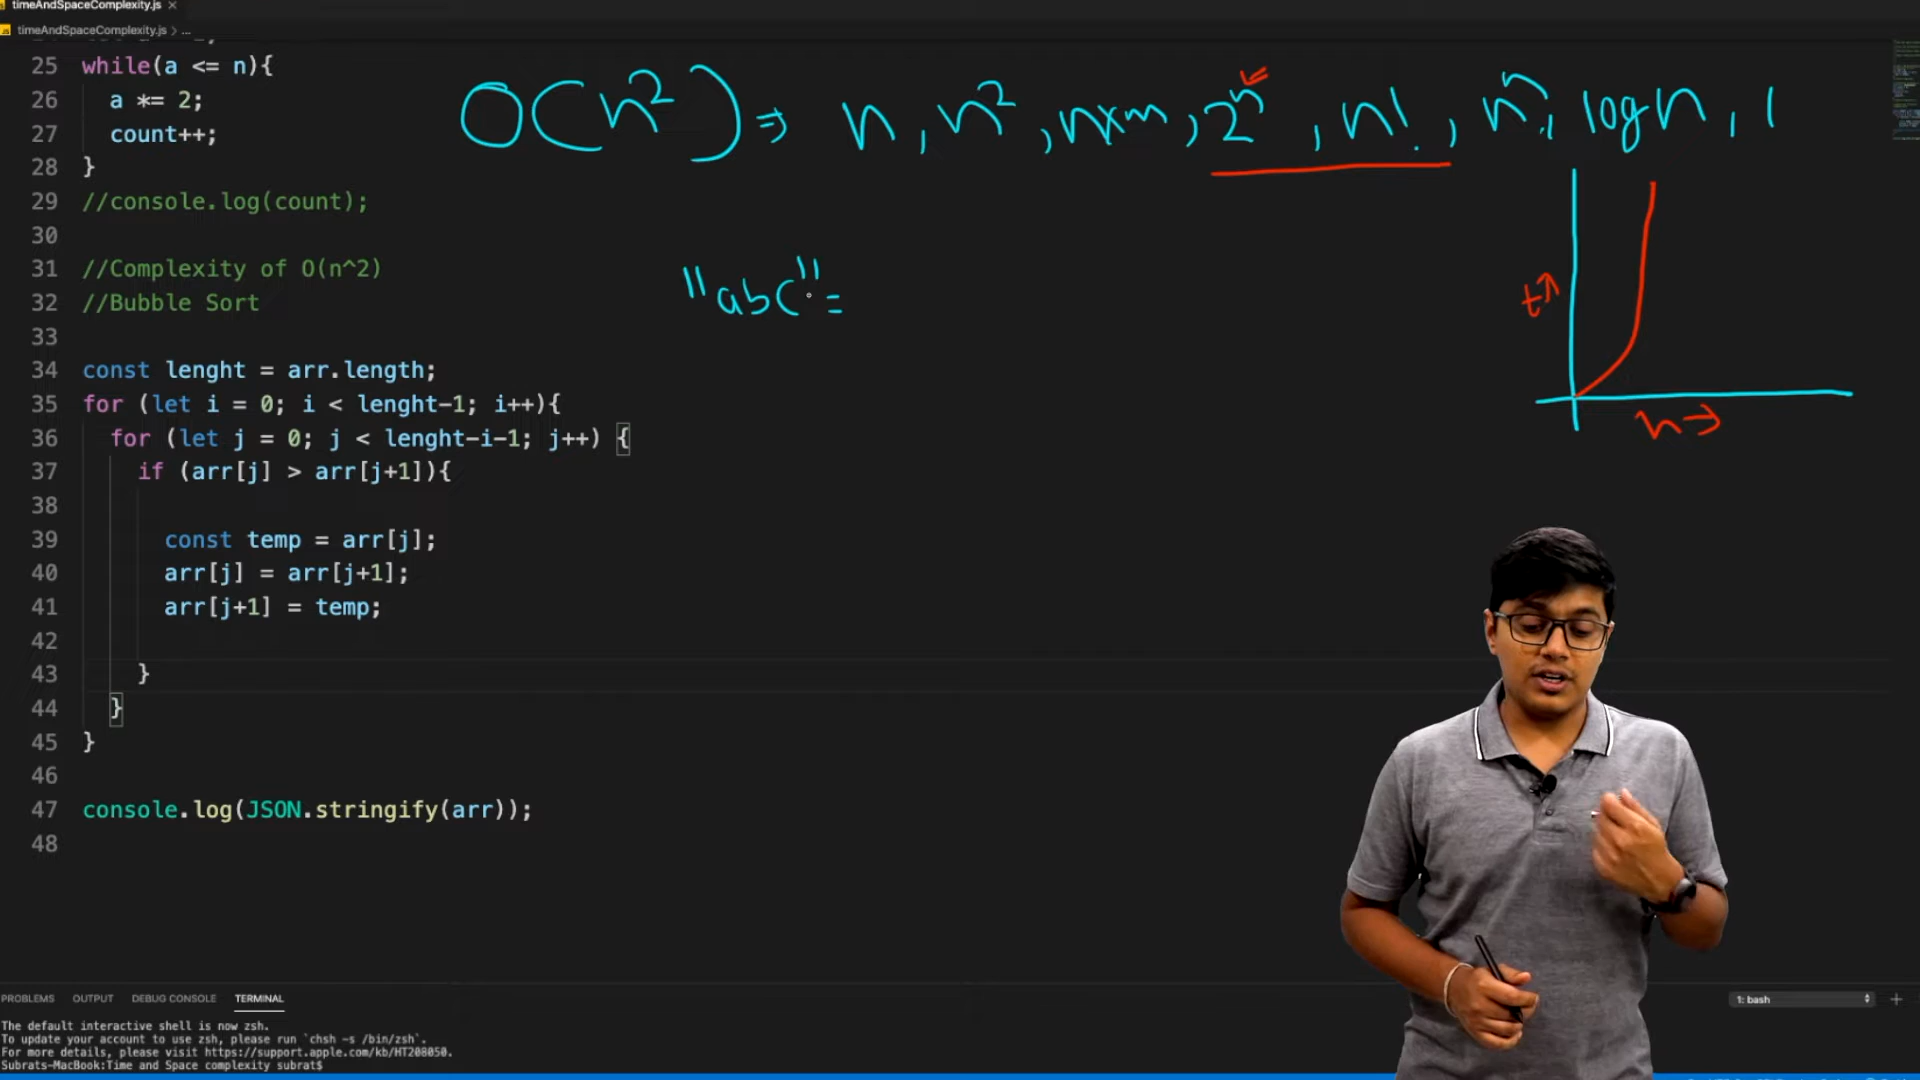 timeAndSpaceComplexity.js ×
timeAndSpaceComplexity.js > ...
25 while(a <= n){
26 a *= 2;
27 count++;
28 }
29 //console.log(count);
30
31 //Complexity of O(n^2)
32 //Bubble Sort
33
34 const lenght = arr.length;
35 for (let i = 0; i < lenght-1; i++){
36 for (let j = 0; j < lenght-i-1; j++) {
37 if (arr[j] > arr[j+1]){
38
39 const temp = arr[j];
40 arr[j] = arr[j+1];
41 arr[j+1] = temp;
42
43 }
44 }
45 }
46
47 console.log(JSON.stringify(arr));
48
O(n²) ⇒ n, n², n×m, 2ⁿ, n!, nⁿ, log n, 1
"abc" =
t↑
n→
PROBLEMS OUTPUT DEBUG CONSOLE TERMINAL
1: bash
The default interactive shell is now zsh.
To update your account to use zsh, please run `chsh -s /bin/zsh`.
For more details, please visit https://support.apple.com/kb/HT208050.
Subrats-MacBook:Time and Space complexity subrat$